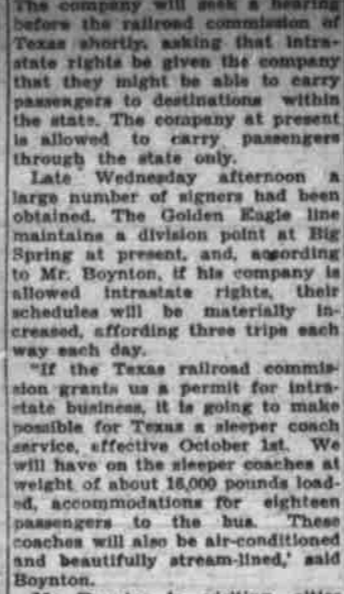 The company will seek a hearing
before the railroad commission of
Texas shortly, asking that intra-
state rights be given the company
that they might be able to carry
passengers to destinations within
the state. The company at present
is allowed to carry passengers
through the state only.
Late Wednesday afternoon a
large number of signers had been
obtained. The Golden Eagle line
maintains a division point at Big
Spring at present, and, according
to Mr. Boynton, if his company is
allowed intrastate rights, their
schedules will be materially in-
creased, affording three trips each
way each day.
"If the Texas railroad commis-
sion grants us a permit for intra-
state business, it is going to make
possible for Texas a sleeper coach
service, effective October 1st. We
will have on the sleeper coaches at
weight of about 16,000 pounds load-
ed, accommodations for eighteen
passengers to the bus. These
coaches will also be air-conditioned
and beautifully stream-lined,' said
Boynton.